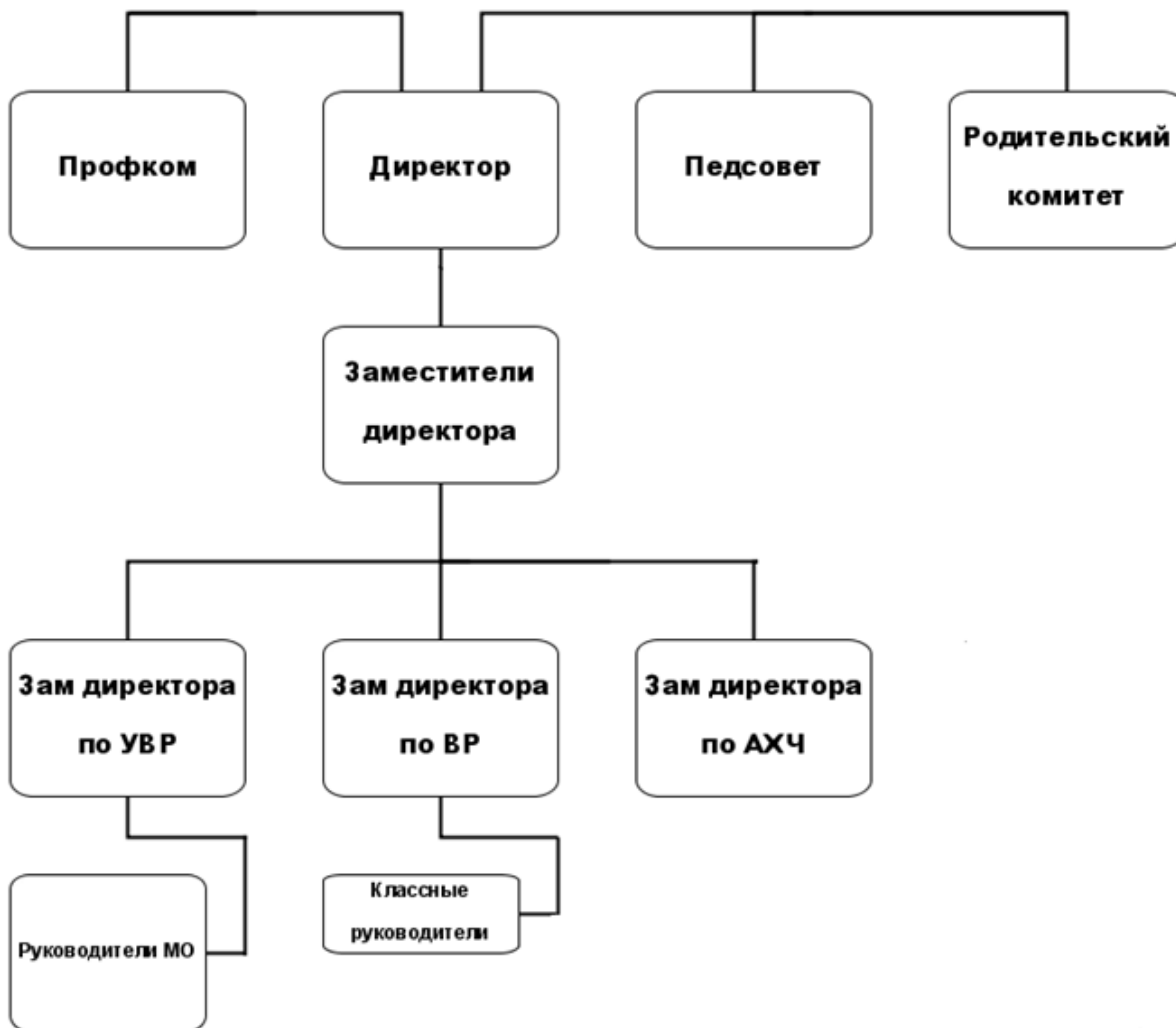 Профком
Директор
Педсовет
Родительский
комитет
Заместители
директора
Зам директора
по УВР
Зам директора
по ВР
Зам директора
по АХЧ
Руководители МО
Классные
руководители